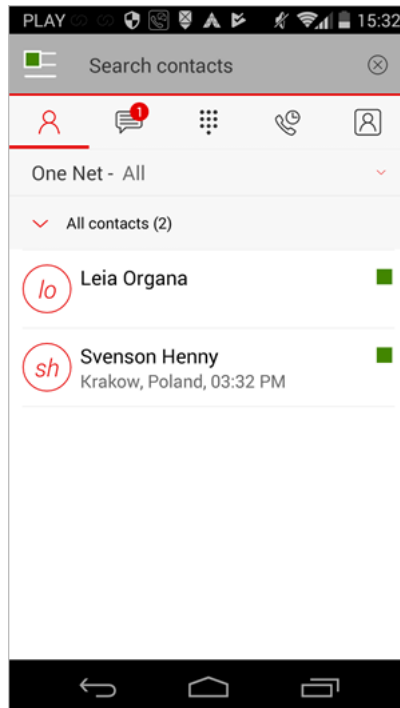 PLAY 15:32
Search contacts
1
One Net - All
All contacts (2)
lo Leia Organa
sh Svenson Henny
Krakow, Poland, 03:32 PM